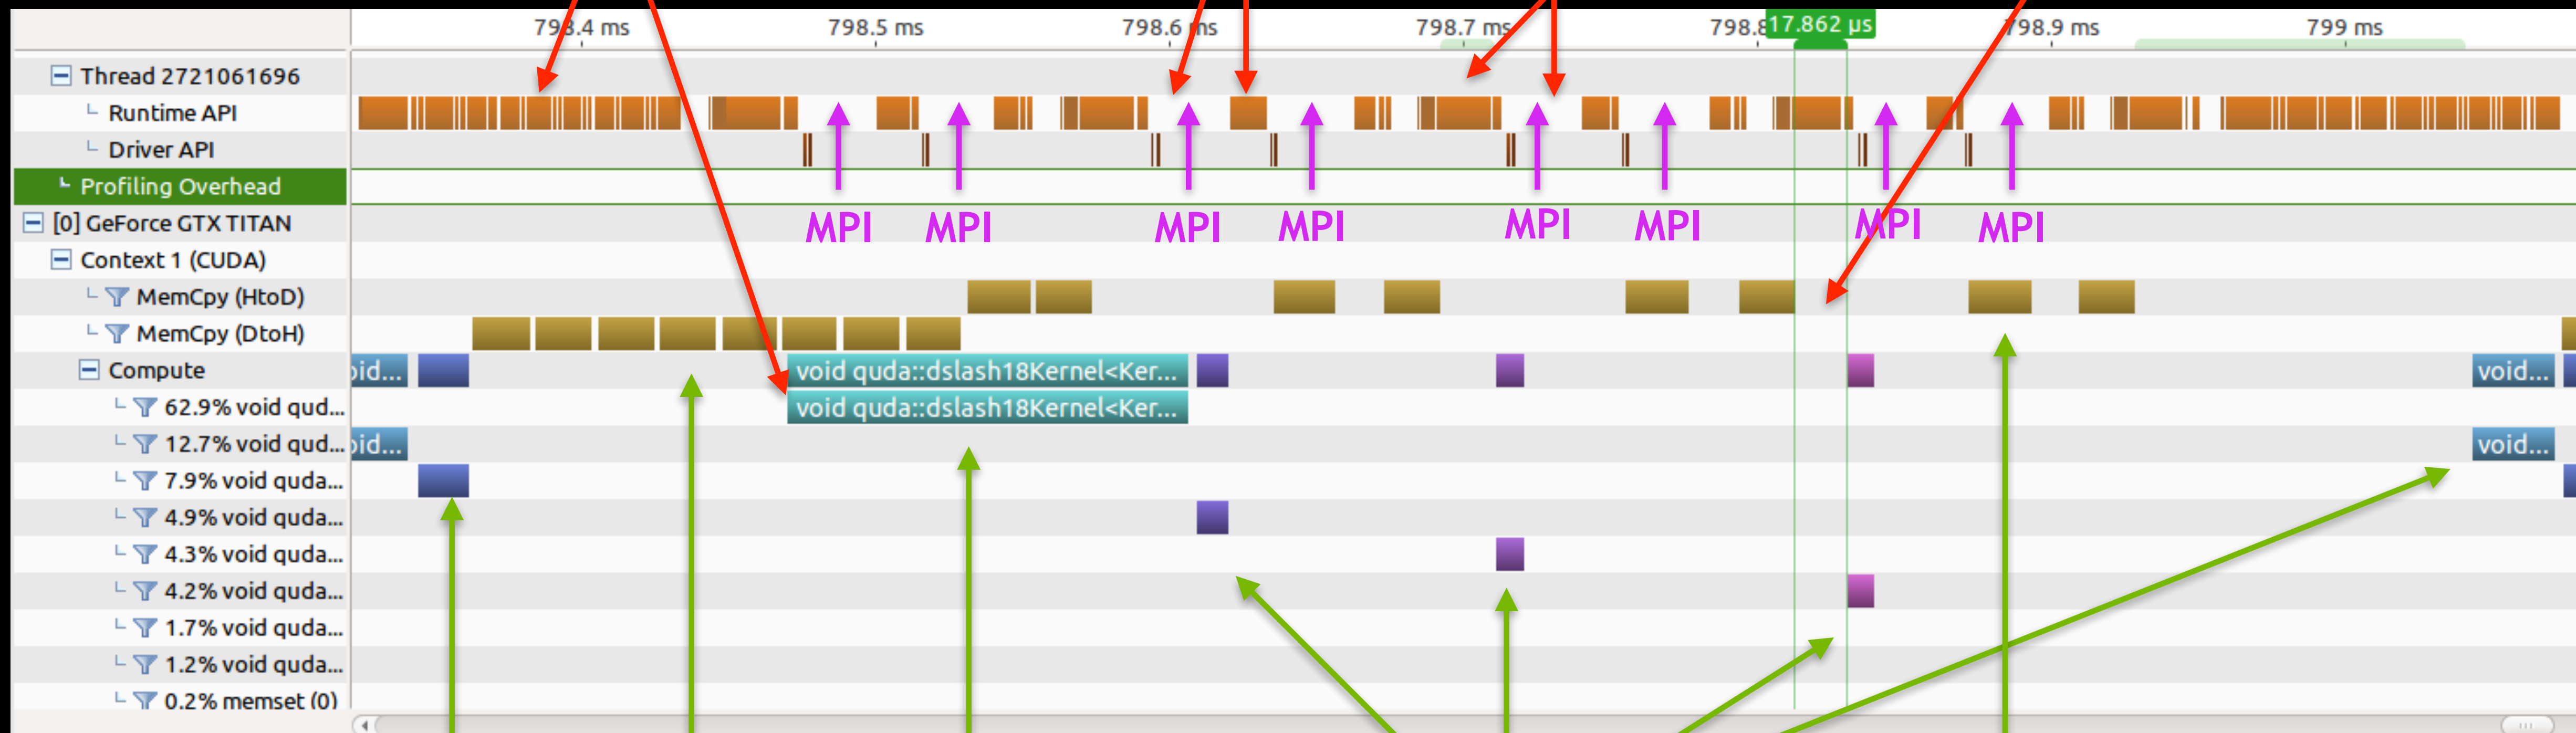 798.4 ms 798.5 ms 798.6 ms 798.7 ms 798.8 17.862 µs 798.9 ms 799 ms
Thread 2721061696
Runtime API
Driver API
Profiling Overhead
[0] GeForce GTX TITAN
MPI MPI MPI MPI MPI MPI MPI MPI
Context 1 (CUDA)
MemCpy (HtoD)
MemCpy (DtoH)
Compute oid... void quda::dslash18Kernel<Ker... void...
62.9% void qud... void quda::dslash18Kernel<Ker...
12.7% void qud... oid... void...
7.9% void quda...
4.9% void quda...
4.3% void quda...
4.2% void quda...
1.7% void quda...
1.2% void quda...
0.2% memset (0)